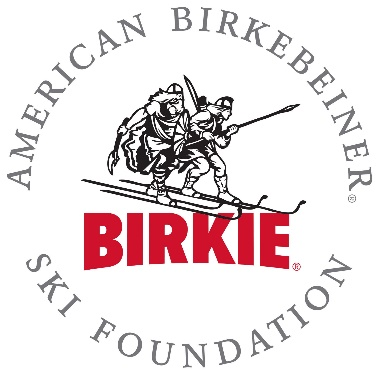 AMERICAN BIRKEBEINER®
BIRKIE®
SKI FOUNDATION